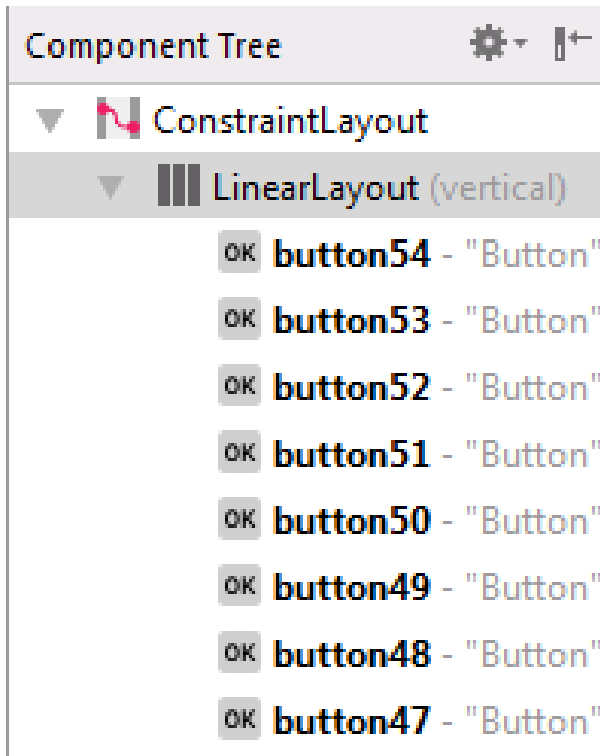 Component Tree
ConstraintLayout
LinearLayout (vertical)
OK button54 - "Button"
OK button53 - "Button"
OK button52 - "Button"
OK button51 - "Button"
OK button50 - "Button"
OK button49 - "Button"
OK button48 - "Button"
OK button47 - "Button"